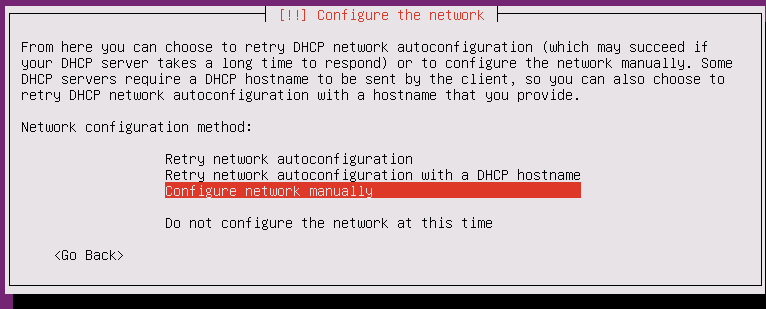 [!!] Configure the network
From here you can choose to retry DHCP network autoconfiguration (which may succeed if
your DHCP server takes a long time to respond) or to configure the network manually. Some
DHCP servers require a DHCP hostname to be sent by the client, so you can also choose to
retry DHCP network autoconfiguration with a hostname that you provide.
Network configuration method:
Retry network autoconfiguration
Retry network autoconfiguration with a DHCP hostname
Configure network manually
Do not configure the network at this time
<Go Back>